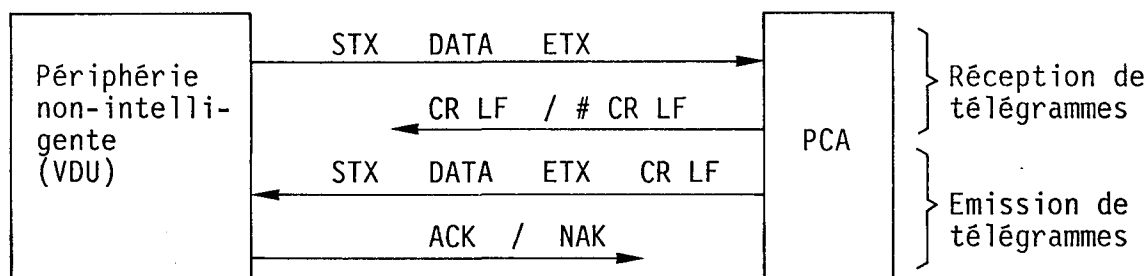 Périphérie
non-intelli-
gente
(VDU)
STX DATA ETX
CR LF / # CR LF
STX DATA ETX CR LF
ACK / NAK
PCA
Réception de
télégrammes
Emission de
télégrammes